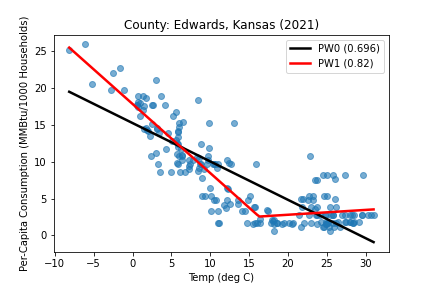 County: Edwards, Kansas (2021)
PW0 (0.696)
PW1 (0.82)
Per-Capita Consumption (MMBtu/1000 Households)
25
20
15
10
5
0
−10 −5 0 5 10 15 20 25 30
Temp (deg C)